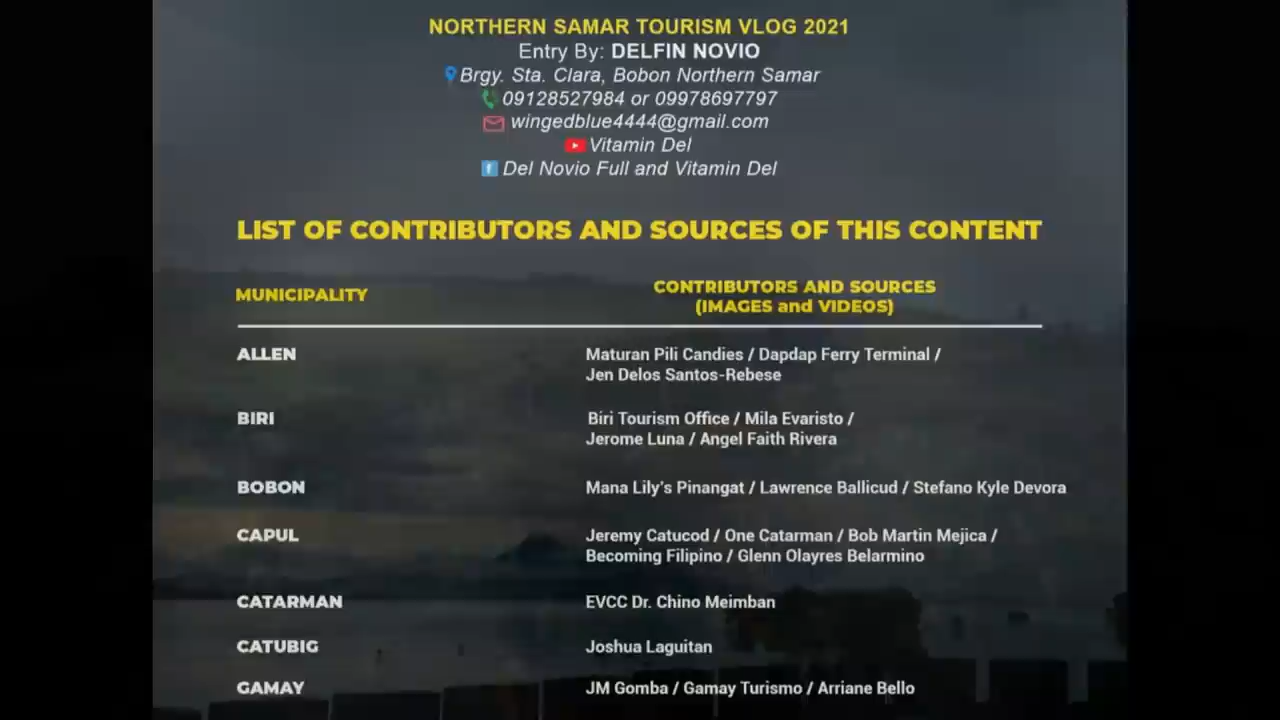 NORTHERN SAMAR TOURISM VLOG 2021
Entry By: DELFIN NOVIO
Brgy. Sta. Clara, Bobon Northern Samar
09128527984 or 09978697797
wingedblue4444@gmail.com
Vitamin Del
Del Novio Full and Vitamin Del
LIST OF CONTRIBUTORS AND SOURCES OF THIS CONTENT
MUNICIPALITY
CONTRIBUTORS AND SOURCES
(IMAGES and VIDEOS)
ALLEN
Maturan Pili Candies / Dapdap Ferry Terminal /
Jen Delos Santos-Rebese
BIRI
Biri Tourism Office / Mila Evaristo /
Jerome Luna / Angel Faith Rivera
BOBON
Mana Lily's Pinangat / Lawrence Ballicud / Stefano Kyle Devora
CAPUL
Jeremy Catucod / One Catarman / Bob Martin Mejica /
Becoming Filipino / Glenn Olayres Belarmino
CATARMAN
EVCC Dr. Chino Meimban
CATUBIG
Joshua Laguitan
GAMAY
JM Gomba / Gamay Turismo / Arriane Bello